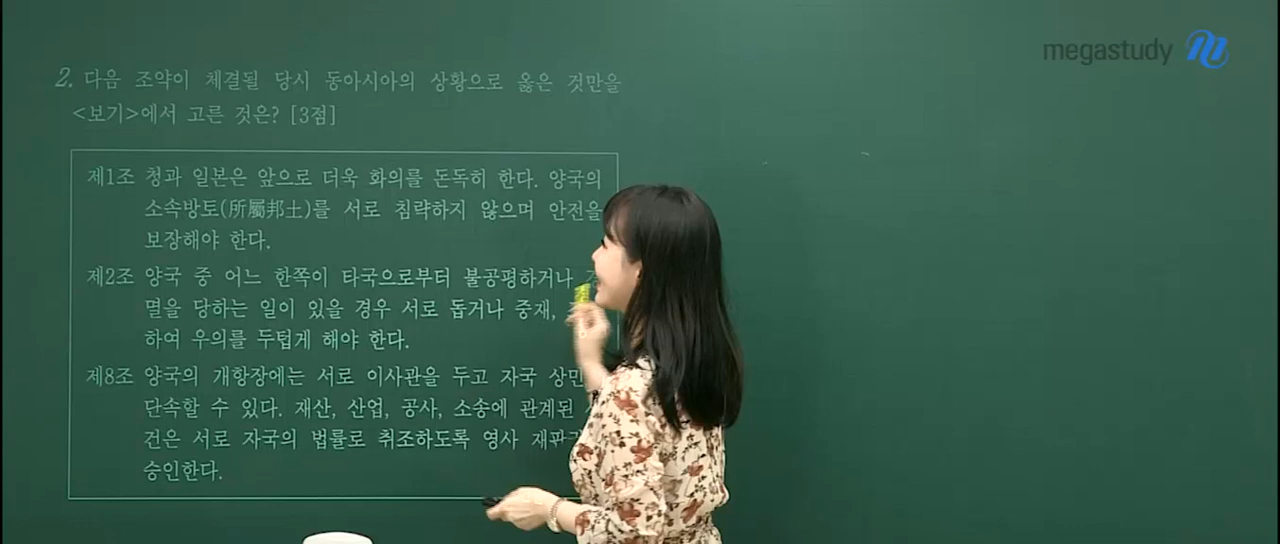 megastudy
2. 다음 조약이 체결될 당시 동아시아의 상황으로 옳은 것만을
<보기>에서 고른 것은? [3점]
제1조 청과 일본은 앞으로 더욱 화의를 돈독히 한다. 양국의
소속방토(所屬邦土)를 서로 침략하지 않으며 안전을
보장해야 한다.
제2조 양국 중 어느 한쪽이 타국으로부터 불공평하거나
멸을 당하는 일이 있을 경우 서로 돕거나 중재,
하여 우의를 두텁게 해야 한다.
제8조 양국의 개항장에는 서로 이사관을 두고 자국
단속할 수 있다. 재산, 산업, 공사, 소송에 관계된
건은 서로 자국의 법률로 취조하도록 영사
승인한다.